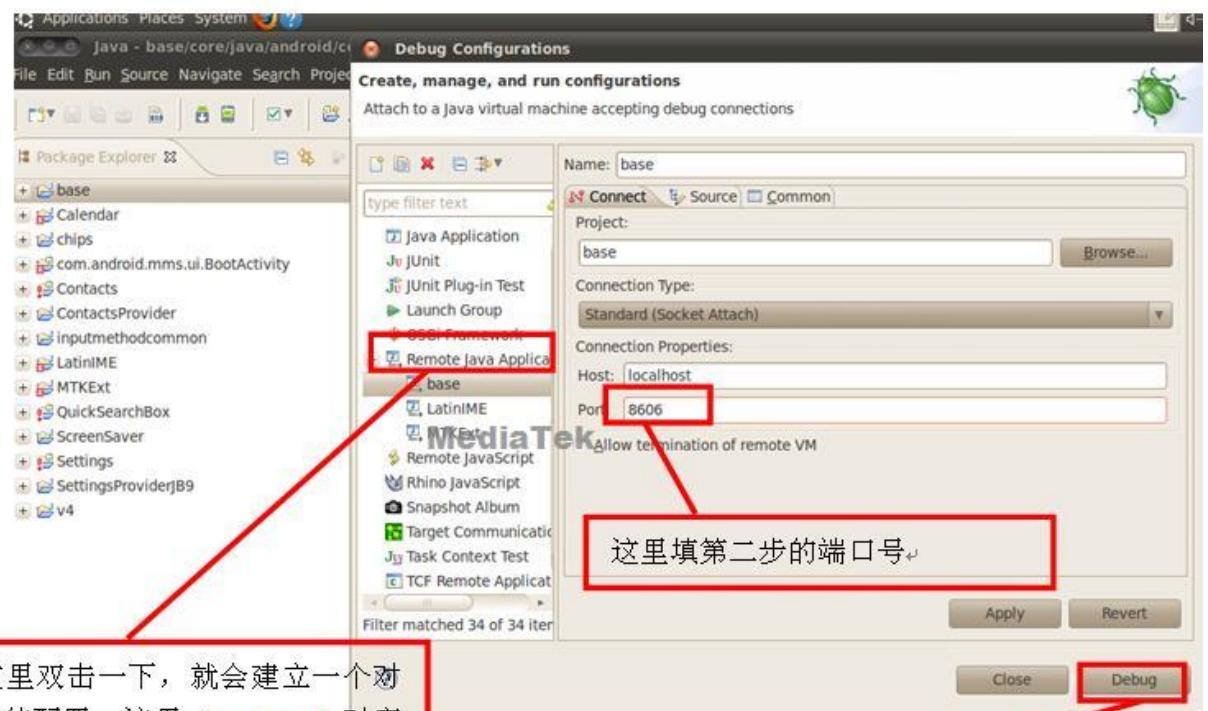 Applications Places System
Java - base/core/java/android/c
File Edit Run Source Navigate Search Projec
Package Explorer
base
Calendar
chips
com.android.mms.ui.BootActivity
Contacts
ContactsProvider
inputmethodcommon
LatinIME
MTKExt
QuickSearchBox
ScreenSaver
Settings
SettingsProviderJB9
v4
Debug Configurations
Create, manage, and run configurations
Attach to a Java virtual machine accepting debug connections
type filter text
Java Application
JUnit
JUnit Plug-in Test
Launch Group
OSGi Framework
Remote Java Applica
base
LatinIME
MTKExt
Remote JavaScript
Rhino JavaScript
Snapshot Album
Target Communicatio
Task Context Test
TCF Remote Applicat
Filter matched 34 of 34 iter
Name: base
Connect Source Common
Project:
base Browse...
Connection Type:
Standard (Socket Attach)
Connection Properties:
Host: localhost
Port: 8606
Allow termination of remote VM
MediaTek
这里填第二步的端口号
Apply Revert
里双击一下，就会建立一个对
Close Debug